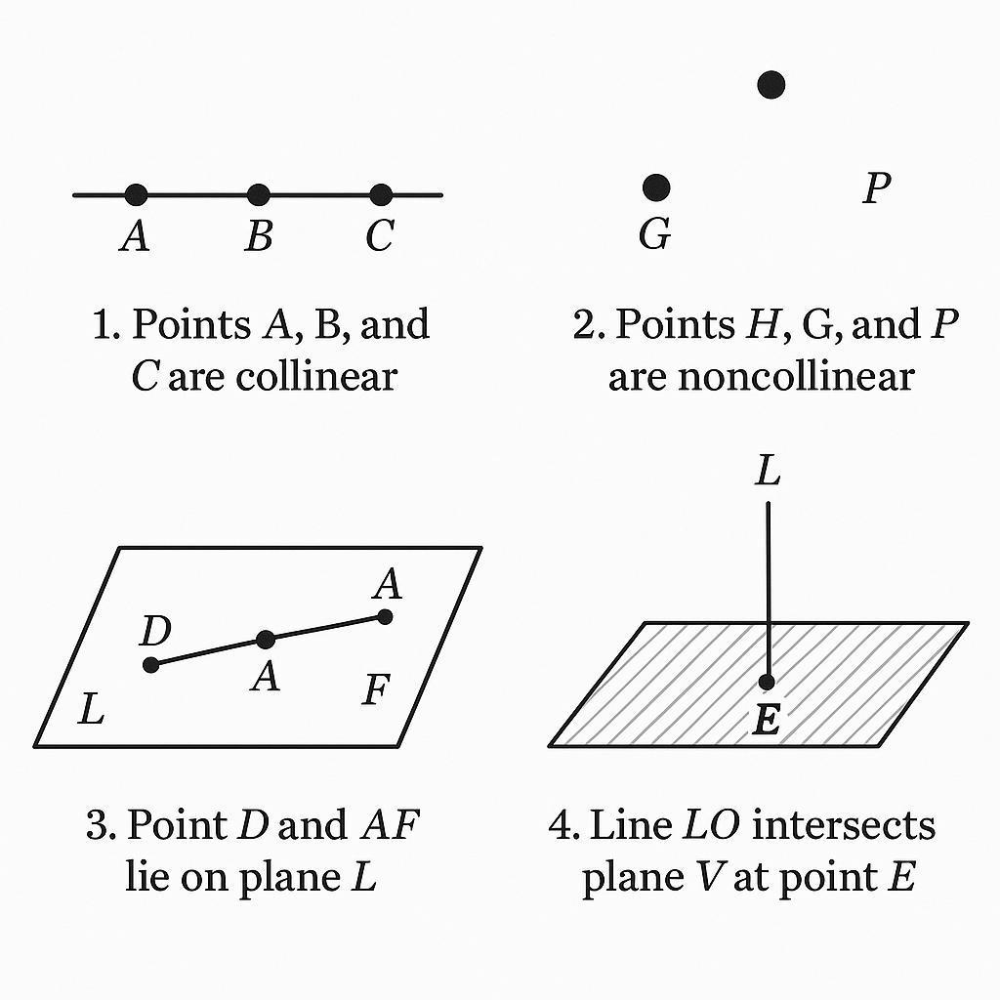 A B C
G
P
1. Points A, B, and
C are collinear
2. Points H, G, and P
are noncollinear
D
A
A
F
L
L
E
3. Point D and AF
lie on plane L
4. Line LO intersects
plane V at point E